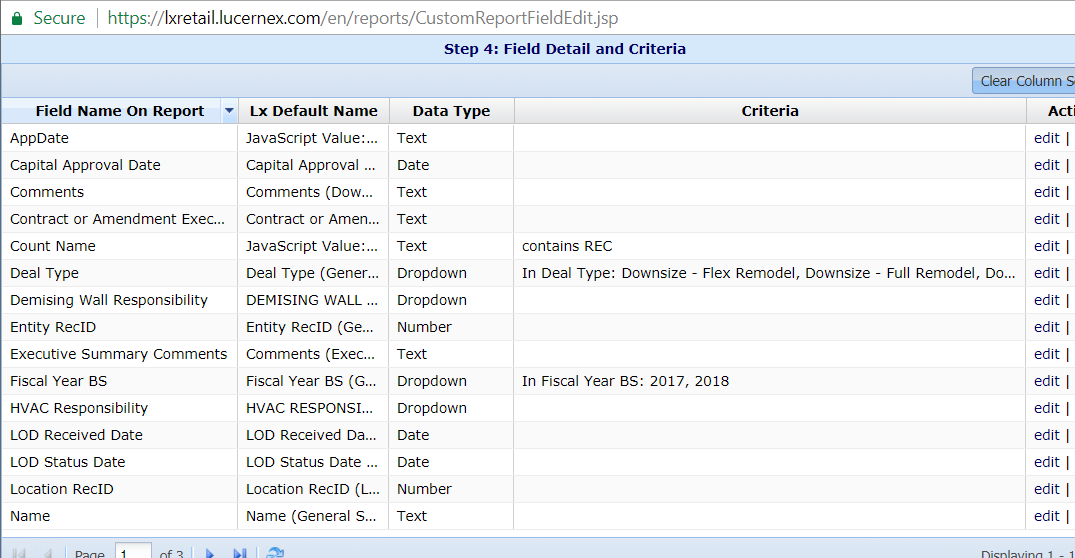 Secure | https://lxretail.lucernex.com/en/reports/CustomReportFieldEdit.jsp
Step 4: Field Detail and Criteria
Clear Column S
Field Name On Report Lx Default Name Data Type Criteria Acti
AppDate JavaScript Value:... Text edit |
Capital Approval Date Capital Approval ... Date edit |
Comments Comments (Dow... Text edit |
Contract or Amendment Exec... Contract or Amen... Text edit |
Count Name JavaScript Value:... Text contains REC edit |
Deal Type Deal Type (Gener... Dropdown In Deal Type: Downsize - Flex Remodel, Downsize - Full Remodel, Do... edit |
Demising Wall Responsibility DEMISING WALL ... Dropdown edit |
Entity RecID Entity RecID (Ge... Number edit |
Executive Summary Comments Comments (Exec... Text edit |
Fiscal Year BS Fiscal Year BS (G... Dropdown In Fiscal Year BS: 2017, 2018 edit |
HVAC Responsibility HVAC RESPONSI... Dropdown edit |
LOD Received Date LOD Received Da... Date edit |
LOD Status Date LOD Status Date ... Date edit |
Location RecID Location RecID (L... Number edit |
Name Name (General S... Text edit |
Page 1 of 3 Displaying 1 - 1